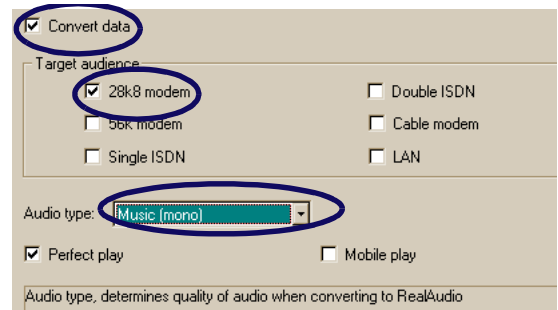 Convert data
Target audience
28k8 modem
Double ISDN
56k modem
Cable modem
Single ISDN
LAN
Audio type: Music (mono)
Perfect play
Mobile play
Audio type, determines quality of audio when converting to RealAudio